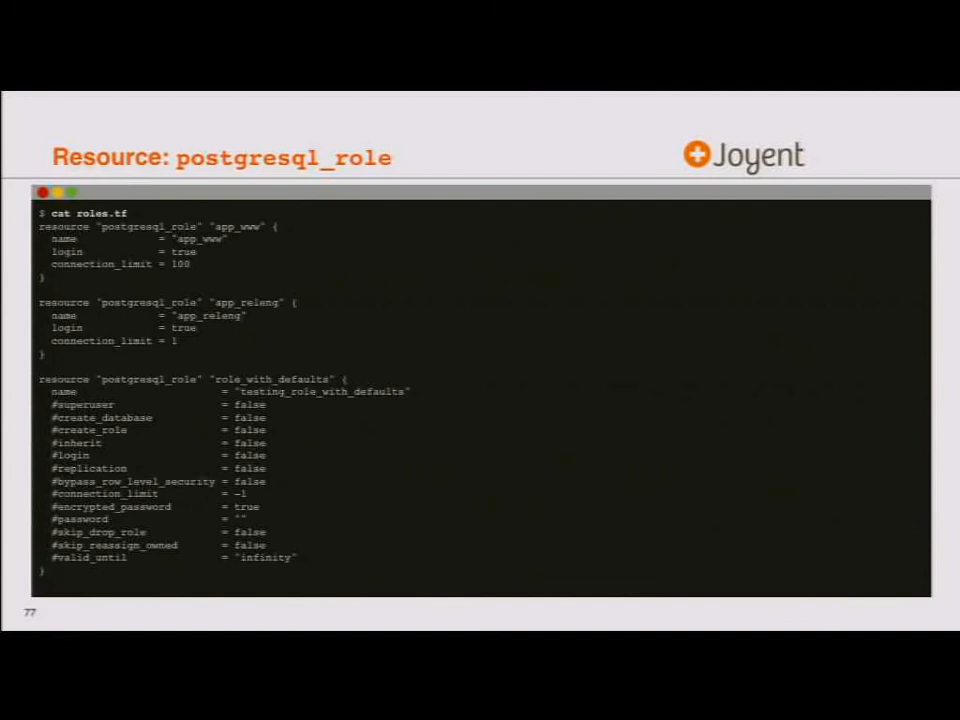 Resource: postgresql_role
Joyent
$ cat roles.tf
resource "postgresql_role" "app_www" {
  name             = "app_www"
  login            = true
  connection_limit = 100
}
resource "postgresql_role" "app_releng" {
  name             = "app_releng"
  login            = true
  connection_limit = 1
}
resource "postgresql_role" "role_with_defaults" {
  name                       = "testing_role_with_defaults"
  #superuser                 = false
  #create_database           = false
  #create_role               = false
  #inherit                   = false
  #login                     = false
  #replication               = false
  #bypass_row_level_security = false
  #connection_limit          = -1
  #encrypted_password        = true
  #password                  = ""
  #skip_drop_role            = false
  #skip_reassign_owned       = false
  #valid_until               = "infinity"
}
77